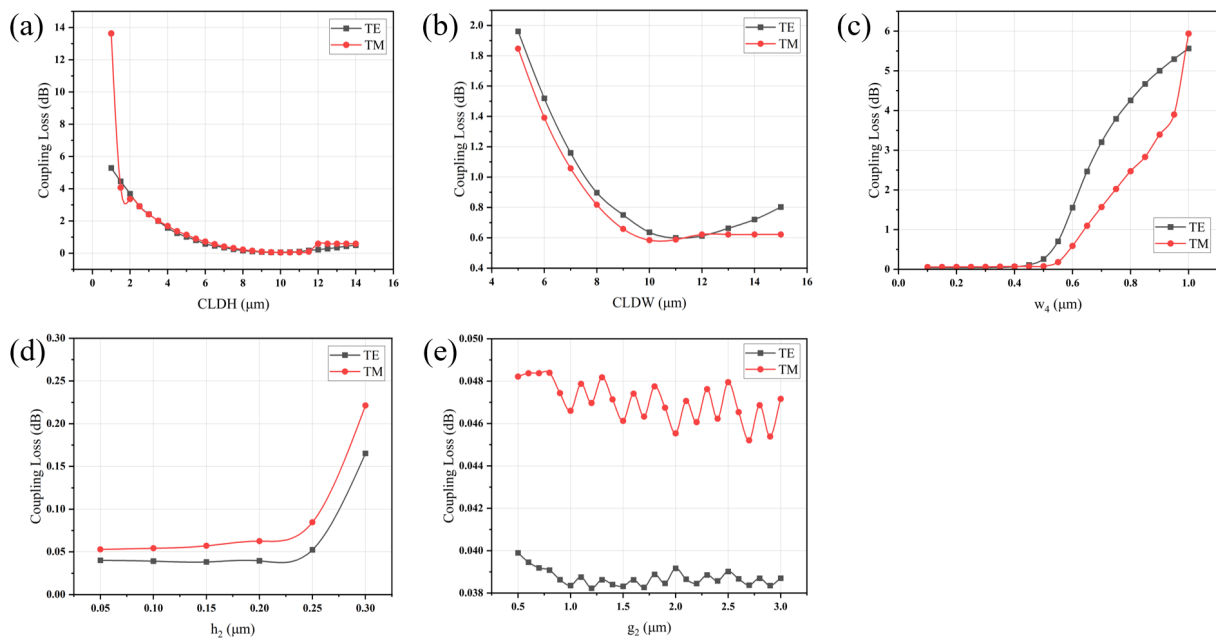 (a)
TE
TM
Coupling Loss (dB)
14
12
10
8
6
4
2
0
0 2 4 6 8 10 12 14 16
CLDH (μm)
(b)
TE
TM
Coupling Loss (dB)
2.0
1.8
1.6
1.4
1.2
1.0
0.8
0.6
0.4
4 6 8 10 12 14 16
CLDW (μm)
(c)
TE
TM
Coupling Loss (dB)
6
5
4
3
2
1
0
0.0 0.2 0.4 0.6 0.8 1.0
w4 (μm)
(d)
TE
TM
Coupling Loss (dB)
0.30
0.25
0.20
0.15
0.10
0.05
0.00
0.05 0.10 0.15 0.20 0.25 0.30
h2 (μm)
(e)
TE
TM
Coupling Loss (dB)
0.050
0.048
0.046
0.044
0.042
0.040
0.038
0.5 1.0 1.5 2.0 2.5 3.0
g2 (μm)